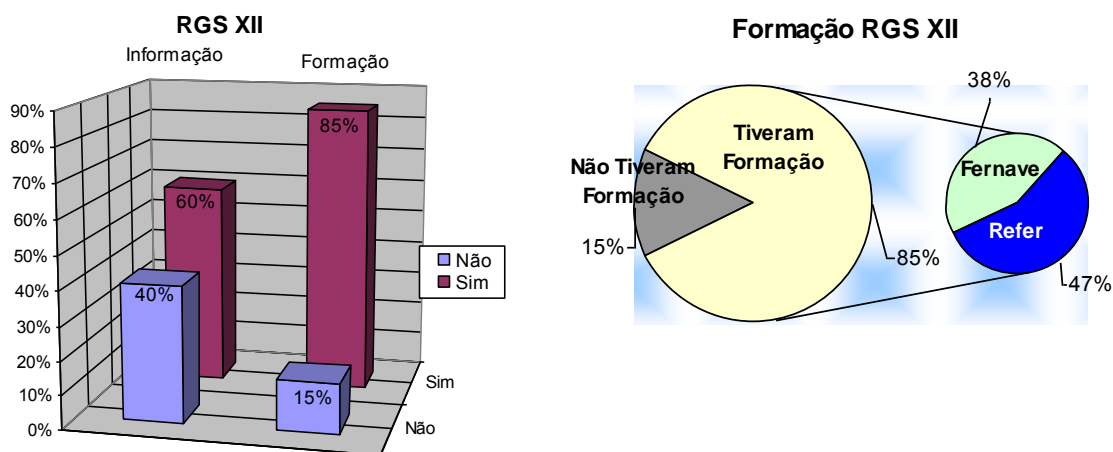 RGS XII
Informação
Formação
90%
80%
70%
60%
50%
40%
30%
20%
10%
0%
60%
85%
40%
15%
Sim
Não
Não
Sim
Formação RGS XII
38%
Tiveram
Formação
Não Tiveram
Formação
Fernave
Refer
15%
85%
47%